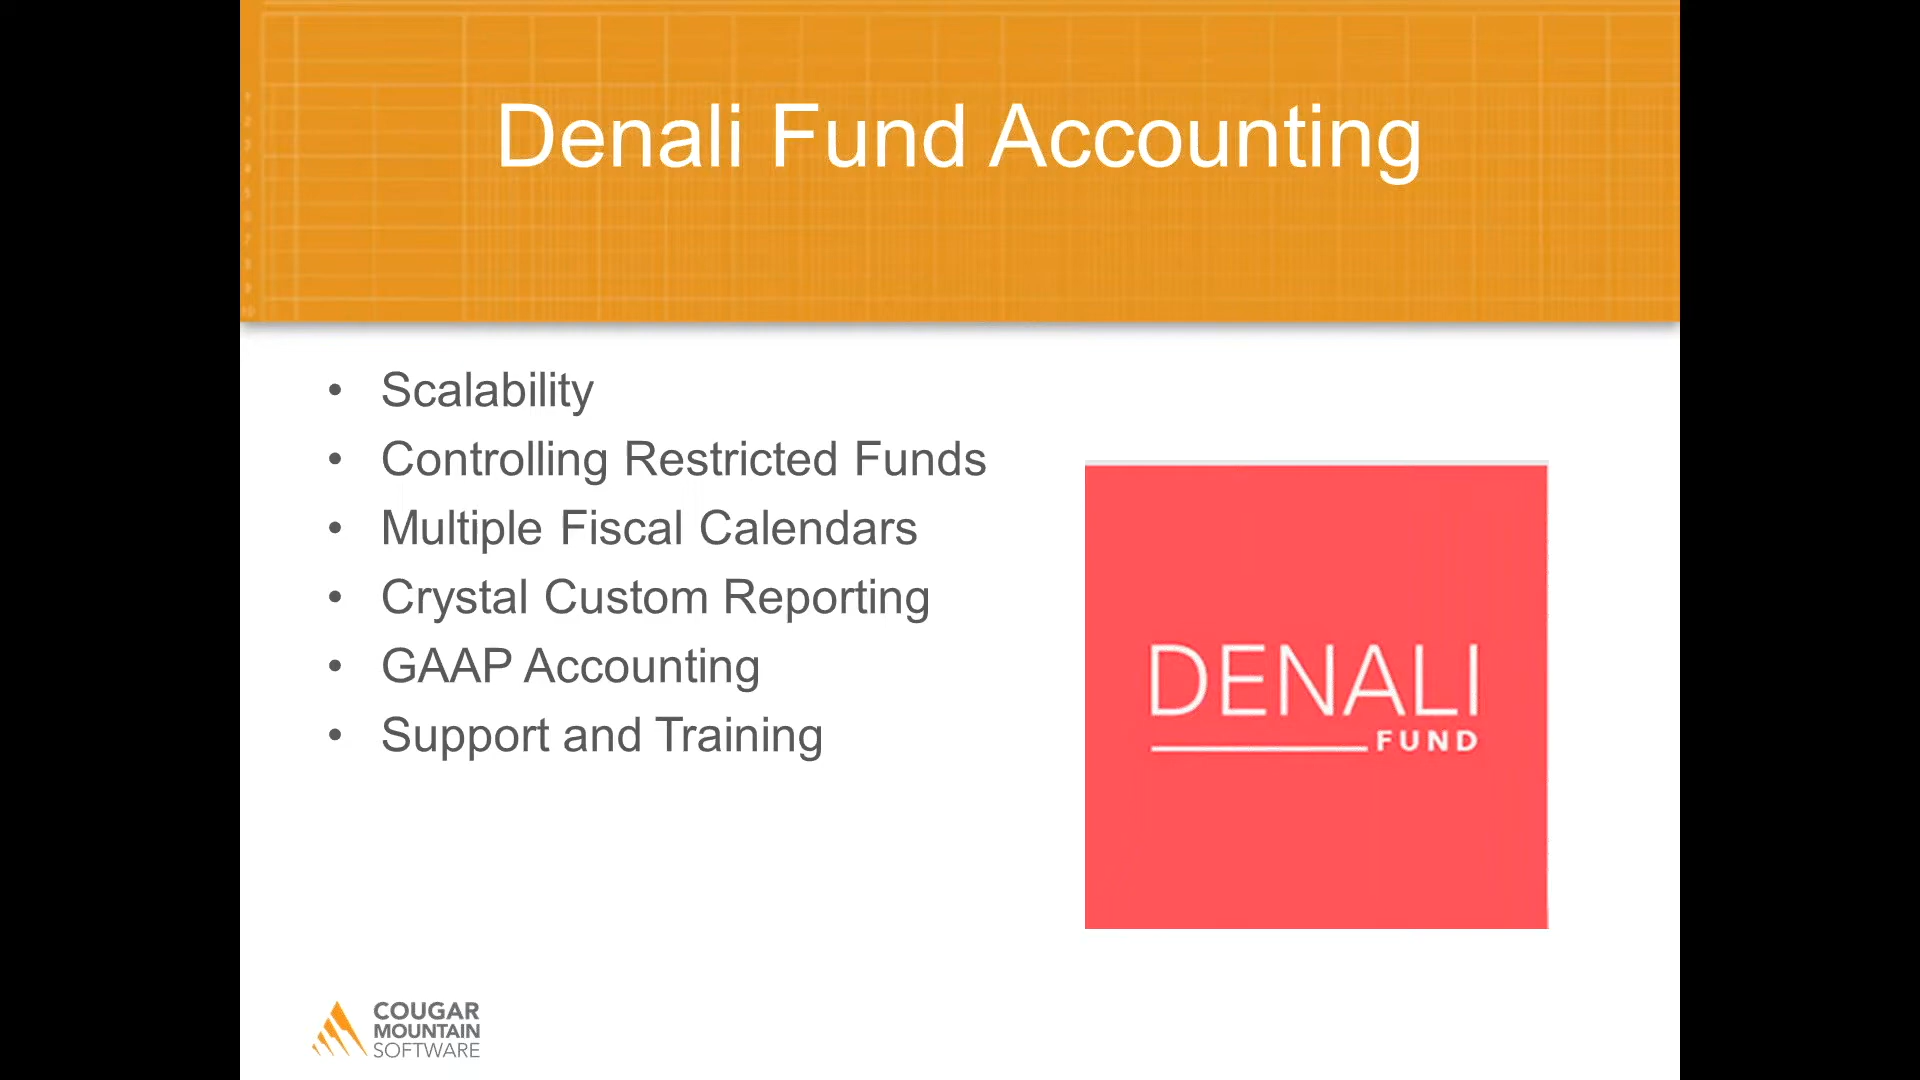 Denali Fund Accounting
• Scalability
• Controlling Restricted Funds
• Multiple Fiscal Calendars
• Crystal Custom Reporting
• GAAP Accounting
• Support and Training
DENALI
FUND
COUGAR
MOUNTAIN
SOFTWARE